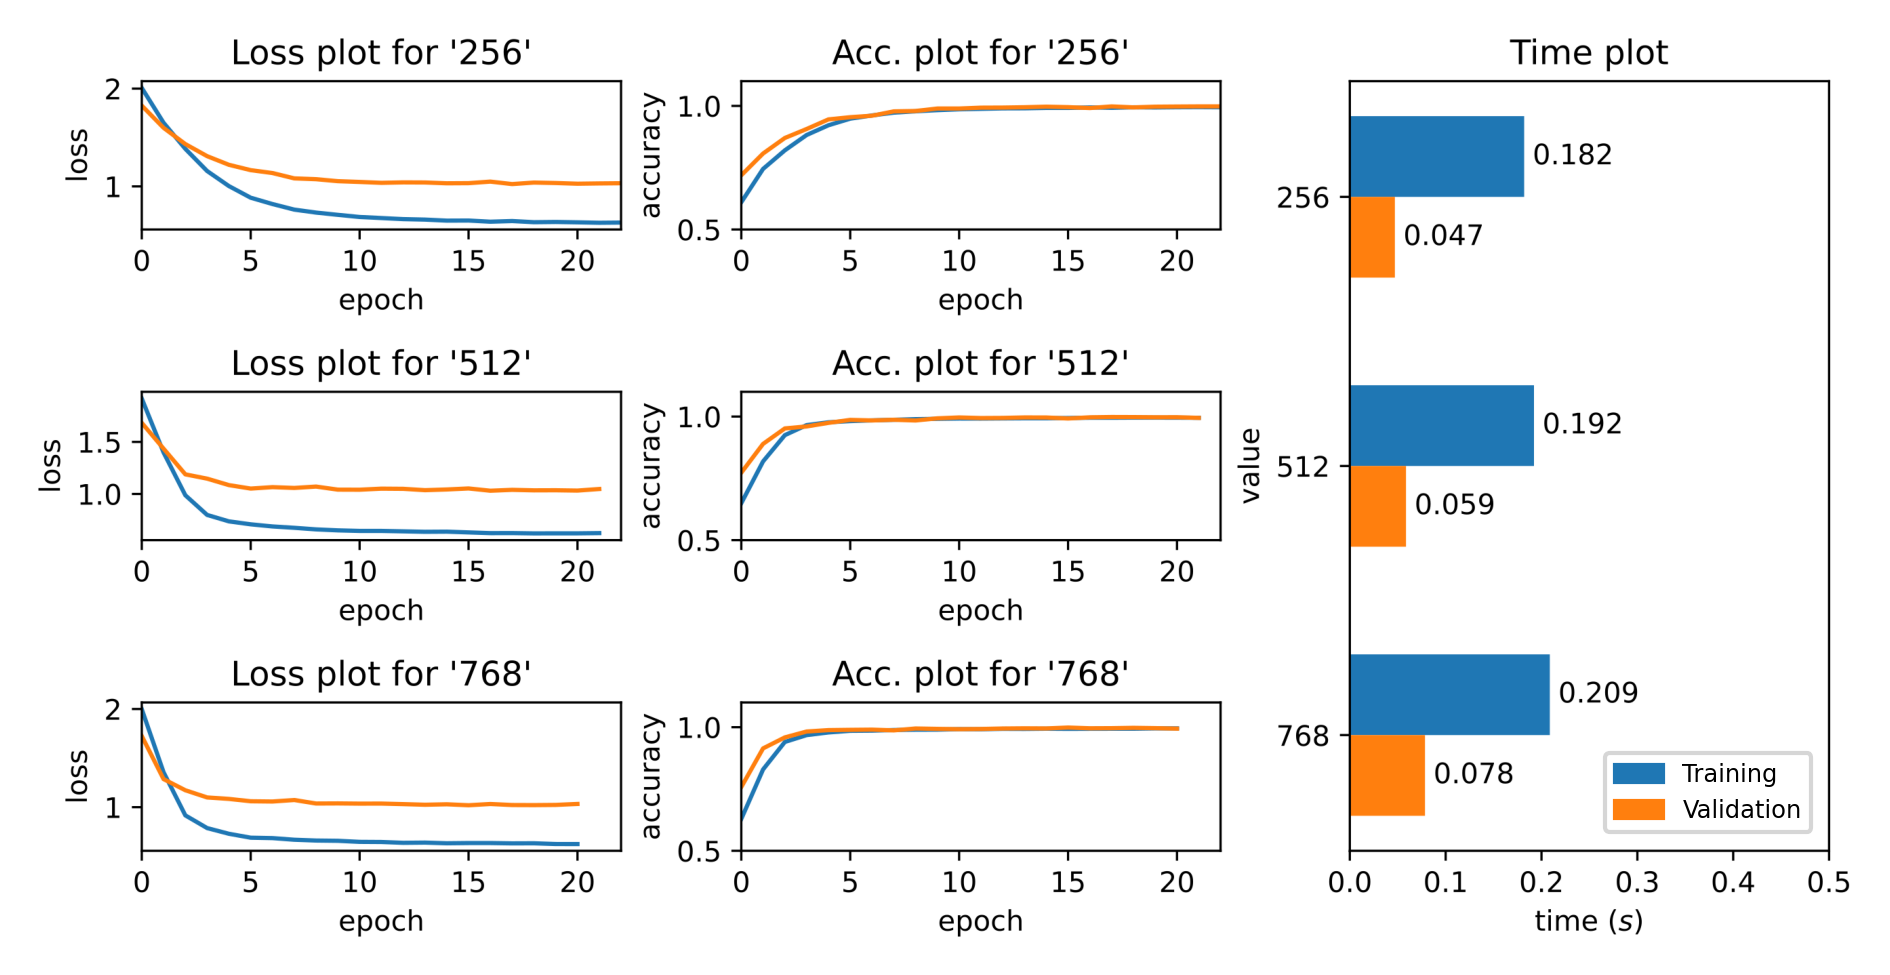 Loss plot for '256'
2
1
loss
0 5 10 15 20
epoch
Acc. plot for '256'
1.0
0.5
accuracy
0 5 10 15 20
epoch
Loss plot for '512'
1.5
1.0
loss
0 5 10 15 20
epoch
Acc. plot for '512'
1.0
0.5
accuracy
0 5 10 15 20
epoch
Loss plot for '768'
2
1
loss
0 5 10 15 20
epoch
Acc. plot for '768'
1.0
0.5
accuracy
0 5 10 15 20
epoch
Time plot
value
256
0.182
0.047
512
0.192
0.059
768
0.209
0.078
Training
Validation
0.0 0.1 0.2 0.3 0.4 0.5
time (s)